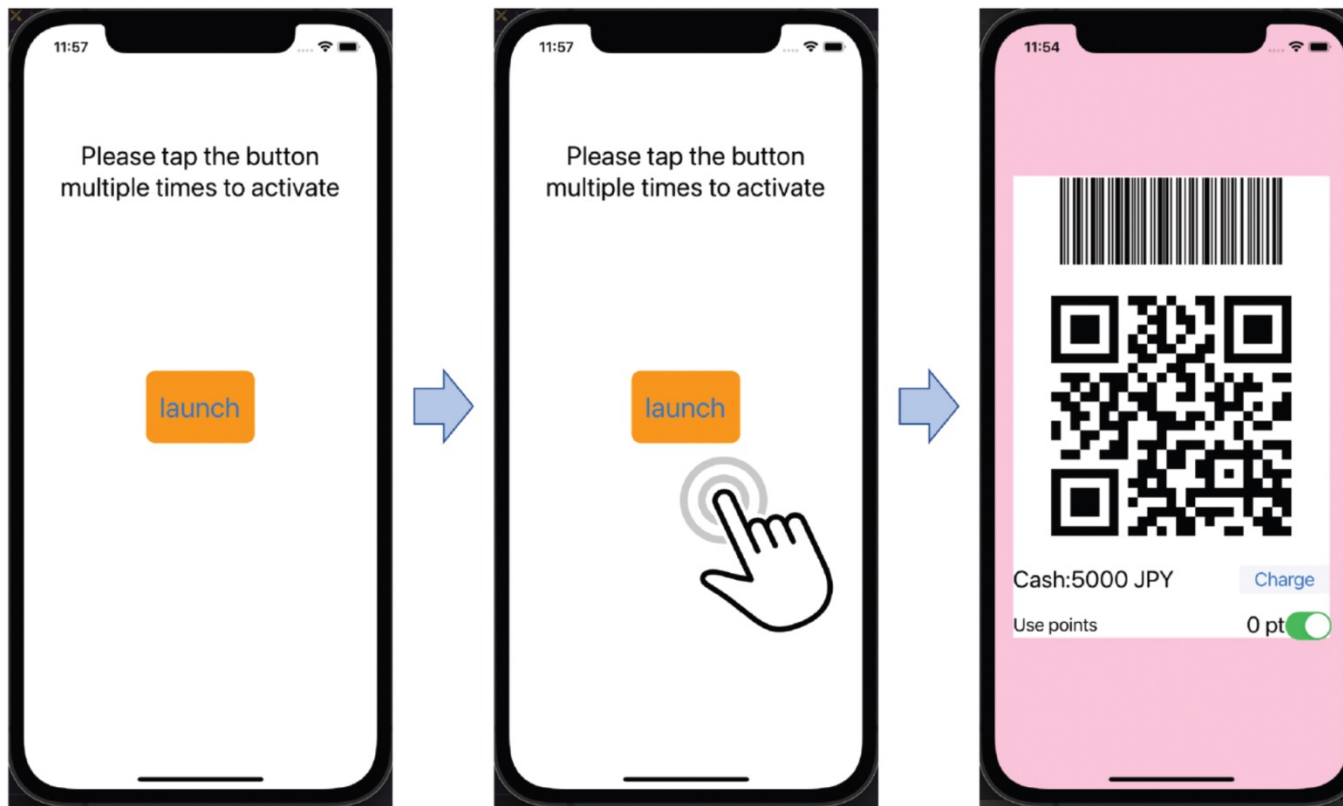 11:57
Please tap the button
multiple times to activate
launch
11:57
Please tap the button
multiple times to activate
launch
11:54
Cash:5000 JPY
Charge
Use points
0 pt